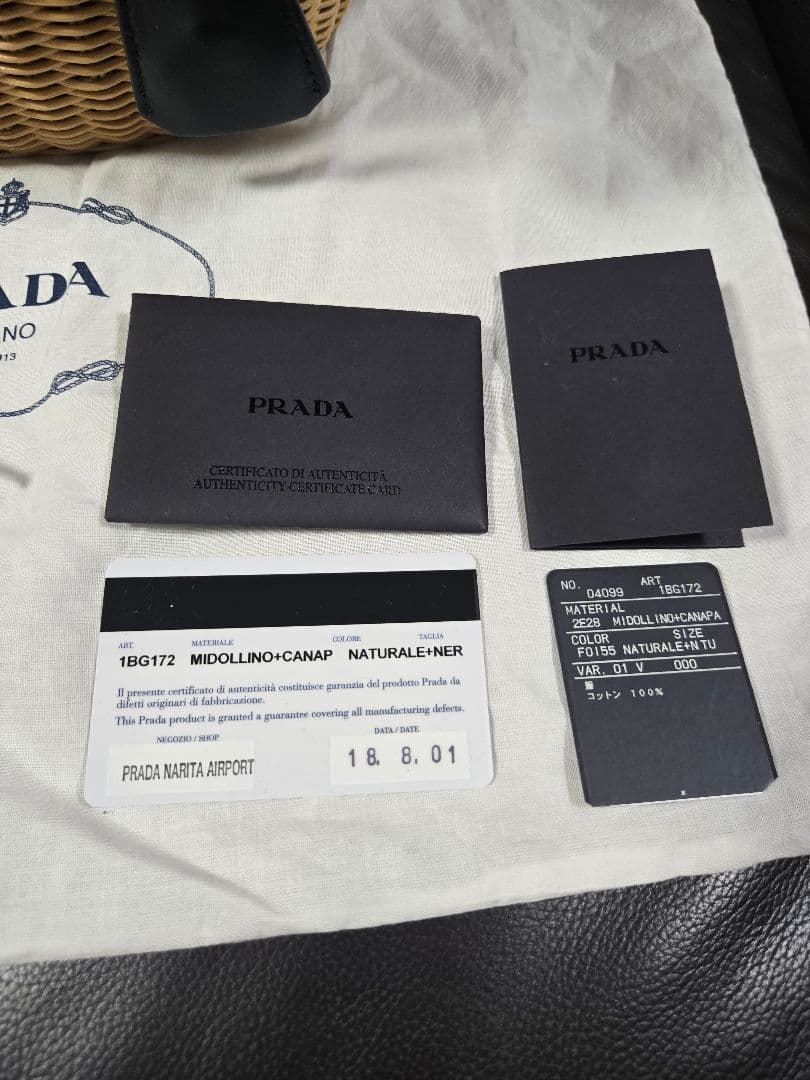 ADA
NO
913
PRADA
CERTIFICATO DI AUTENTICITÀ
AUTHENTICITY CERTIFICATE CARD
PRADA
ART.
MATERIALE
COLORE
TAGLIA
1BG172 MIDOLLINO+CANAP NATURALE+NER
Il presente certificato di autenticità costituisce garanzia del prodotto Prada da
difetti originari di fabbricazione.
This Prada product is granted a guarantee covering all manufacturing defects.
NEGOZIO / SHOP
DATA / DATE
PRADA NARITA AIRPORT
18. 8. 01
NO. ART
04099 1BG172
MATERIAL
2E28 MIDOLLINO+CANAPA
COLOR SIZE
F0I55 NATURALE+N TU
VAR. 01 V 000
コットン 100%